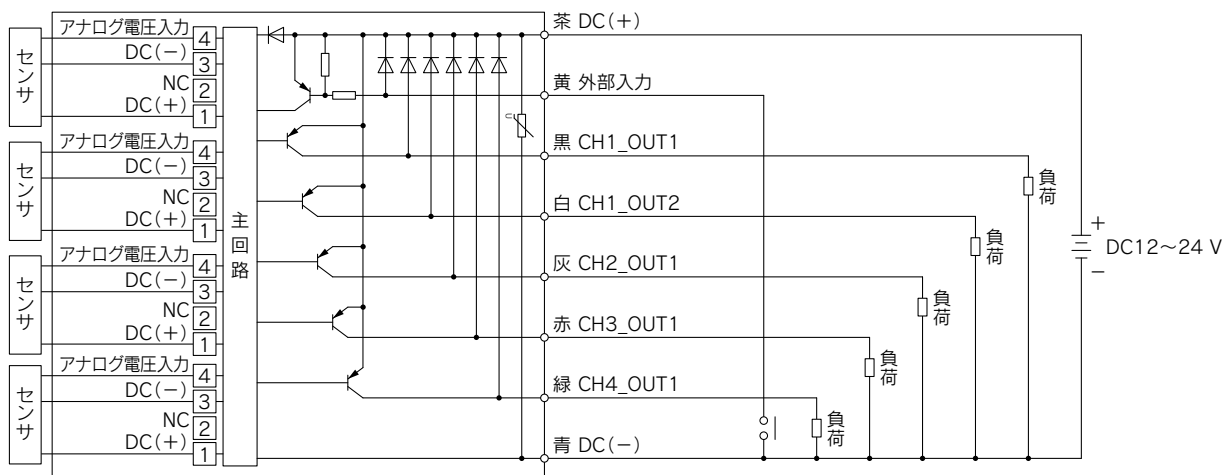 センサ
アナログ電圧入力 4
DC(−) 3
NC 2
DC(+) 1
センサ
アナログ電圧入力 4
DC(−) 3
NC 2
DC(+) 1
センサ
アナログ電圧入力 4
DC(−) 3
NC 2
DC(+) 1
センサ
アナログ電圧入力 4
DC(−) 3
NC 2
DC(+) 1
主回路
U
茶 DC(+)
黄 外部入力
黒 CH1_OUT1
白 CH1_OUT2
灰 CH2_OUT1
赤 CH3_OUT1
緑 CH4_OUT1
青 DC(−)
負荷
負荷
負荷
負荷
負荷
+
DC12～24 V
−